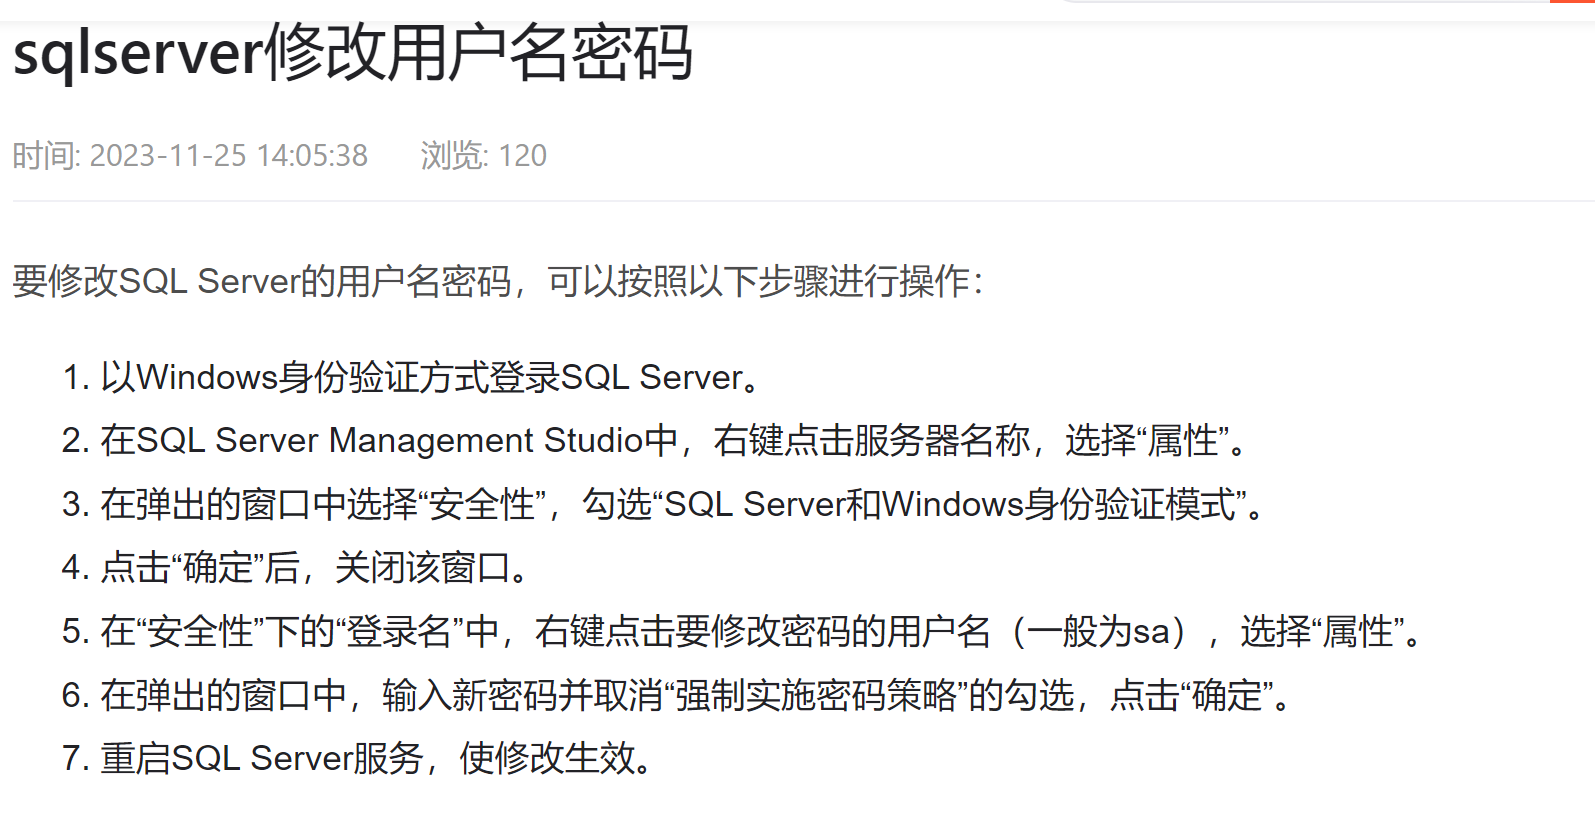 sqlserver修改用户名密码
时间: 2023-11-25 14:05:38 浏览: 120
要修改SQL Server的用户名密码，可以按照以下步骤进行操作：
1. 以Windows身份验证方式登录SQL Server。
2. 在SQL Server Management Studio中，右键点击服务器名称，选择“属性”。
3. 在弹出的窗口中选择“安全性”，勾选“SQL Server和Windows身份验证模式”。
4. 点击“确定”后，关闭该窗口。
5. 在“安全性”下的“登录名”中，右键点击要修改密码的用户名（一般为sa），选择“属性”。
6. 在弹出的窗口中，输入新密码并取消“强制实施密码策略”的勾选，点击“确定”。
7. 重启SQL Server服务，使修改生效。